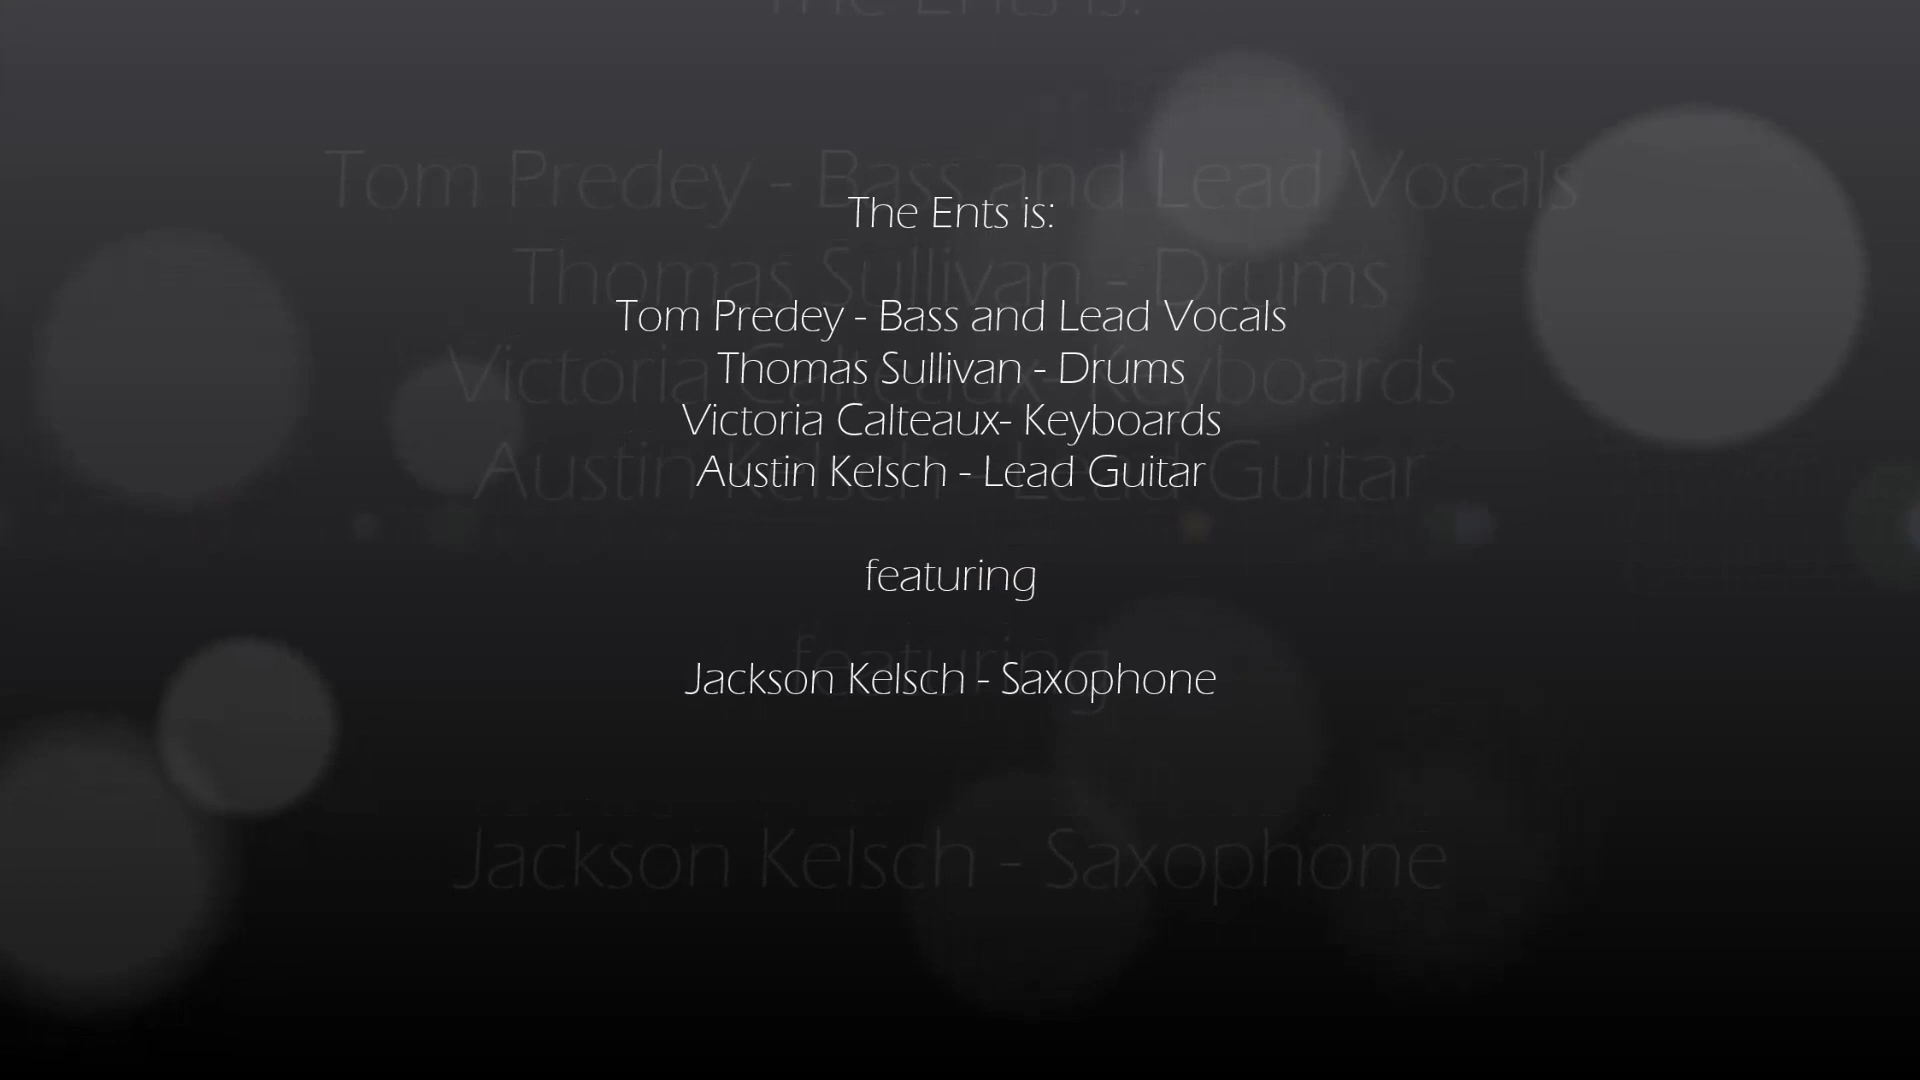 The Ents is:
Tom Predey - Bass and Lead Vocals
Thomas Sullivan - Drums
Victoria Calteaux- Keyboards
Austin Kelsch - Lead Guitar
featuring
Jackson Kelsch - Saxophone